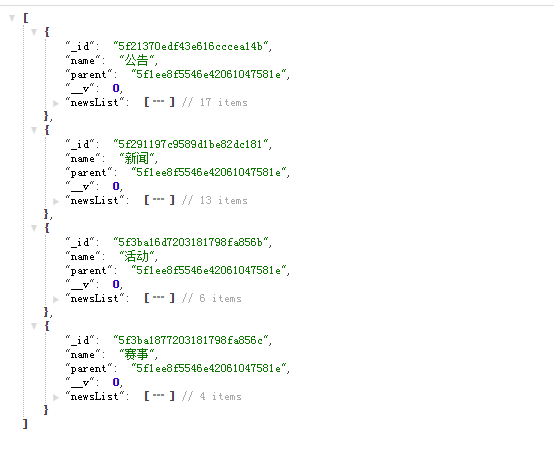 [
{
"_id": "5f21370edf43e616cccea14b",
"name": "公告",
"parent": "5f1ee8f5546e42061047581e",
"__v": 0,
"newsList": [ ... ] // 17 items
},
{
"_id": "5f291197c9589d1be82dc181",
"name": "新闻",
"parent": "5f1ee8f5546e42061047581e",
"__v": 0,
"newsList": [ ... ] // 13 items
},
{
"_id": "5f3ba16d7203181798fa856b",
"name": "活动",
"parent": "5f1ee8f5546e42061047581e",
"__v": 0,
"newsList": [ ... ] // 6 items
},
{
"_id": "5f3ba1877203181798fa856c",
"name": "赛事",
"parent": "5f1ee8f5546e42061047581e",
"__v": 0,
"newsList": [ ... ] // 4 items
}
]